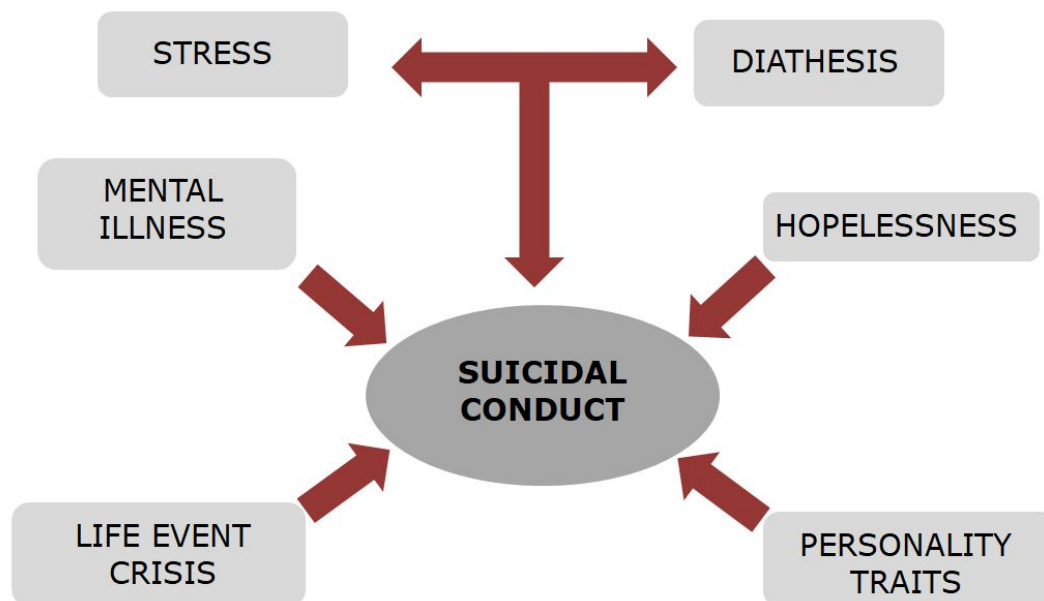 STRESS
DIATHESIS
MENTAL
ILLNESS
HOPELESSNESS
SUICIDAL
CONDUCT
LIFE EVENT
CRISIS
PERSONALITY
TRAITS